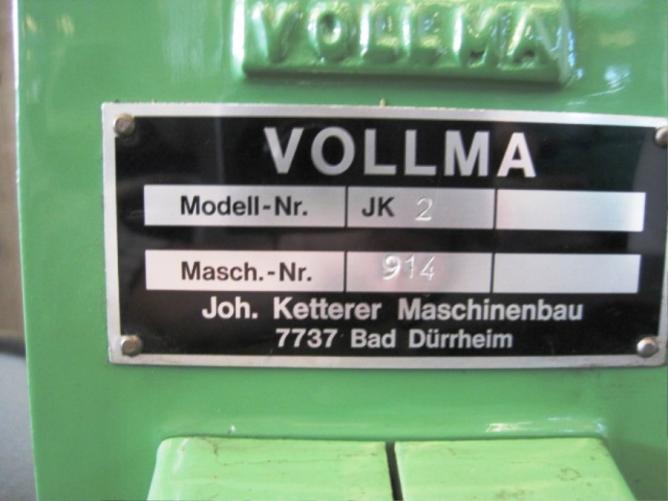 VOLLMA
VOLLMA
Modell-Nr. JK 2
Masch.-Nr. 914
Joh. Ketterer Maschinenbau
7737 Bad Dürrheim